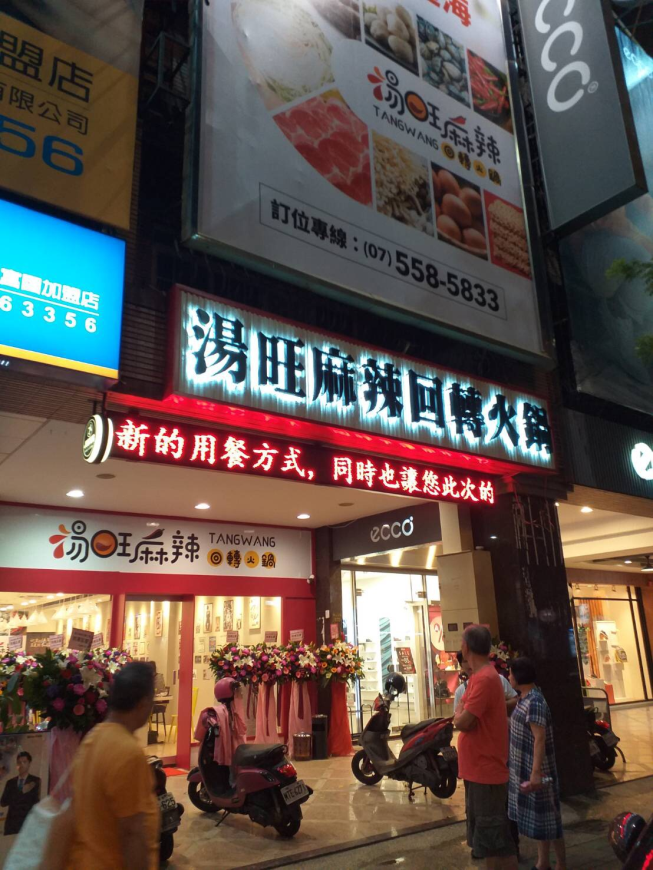 海
ecco
盟店
有限公司
56
湯旺麻辣
TANGWANG 回轉火鍋
訂位專線：(07) 558-5833
富國加盟店
63356
湯旺麻辣回轉火鍋
新的用餐方式，同時也讓您此次的
湯旺麻辣 TANGWANG
回轉火鍋
ecco